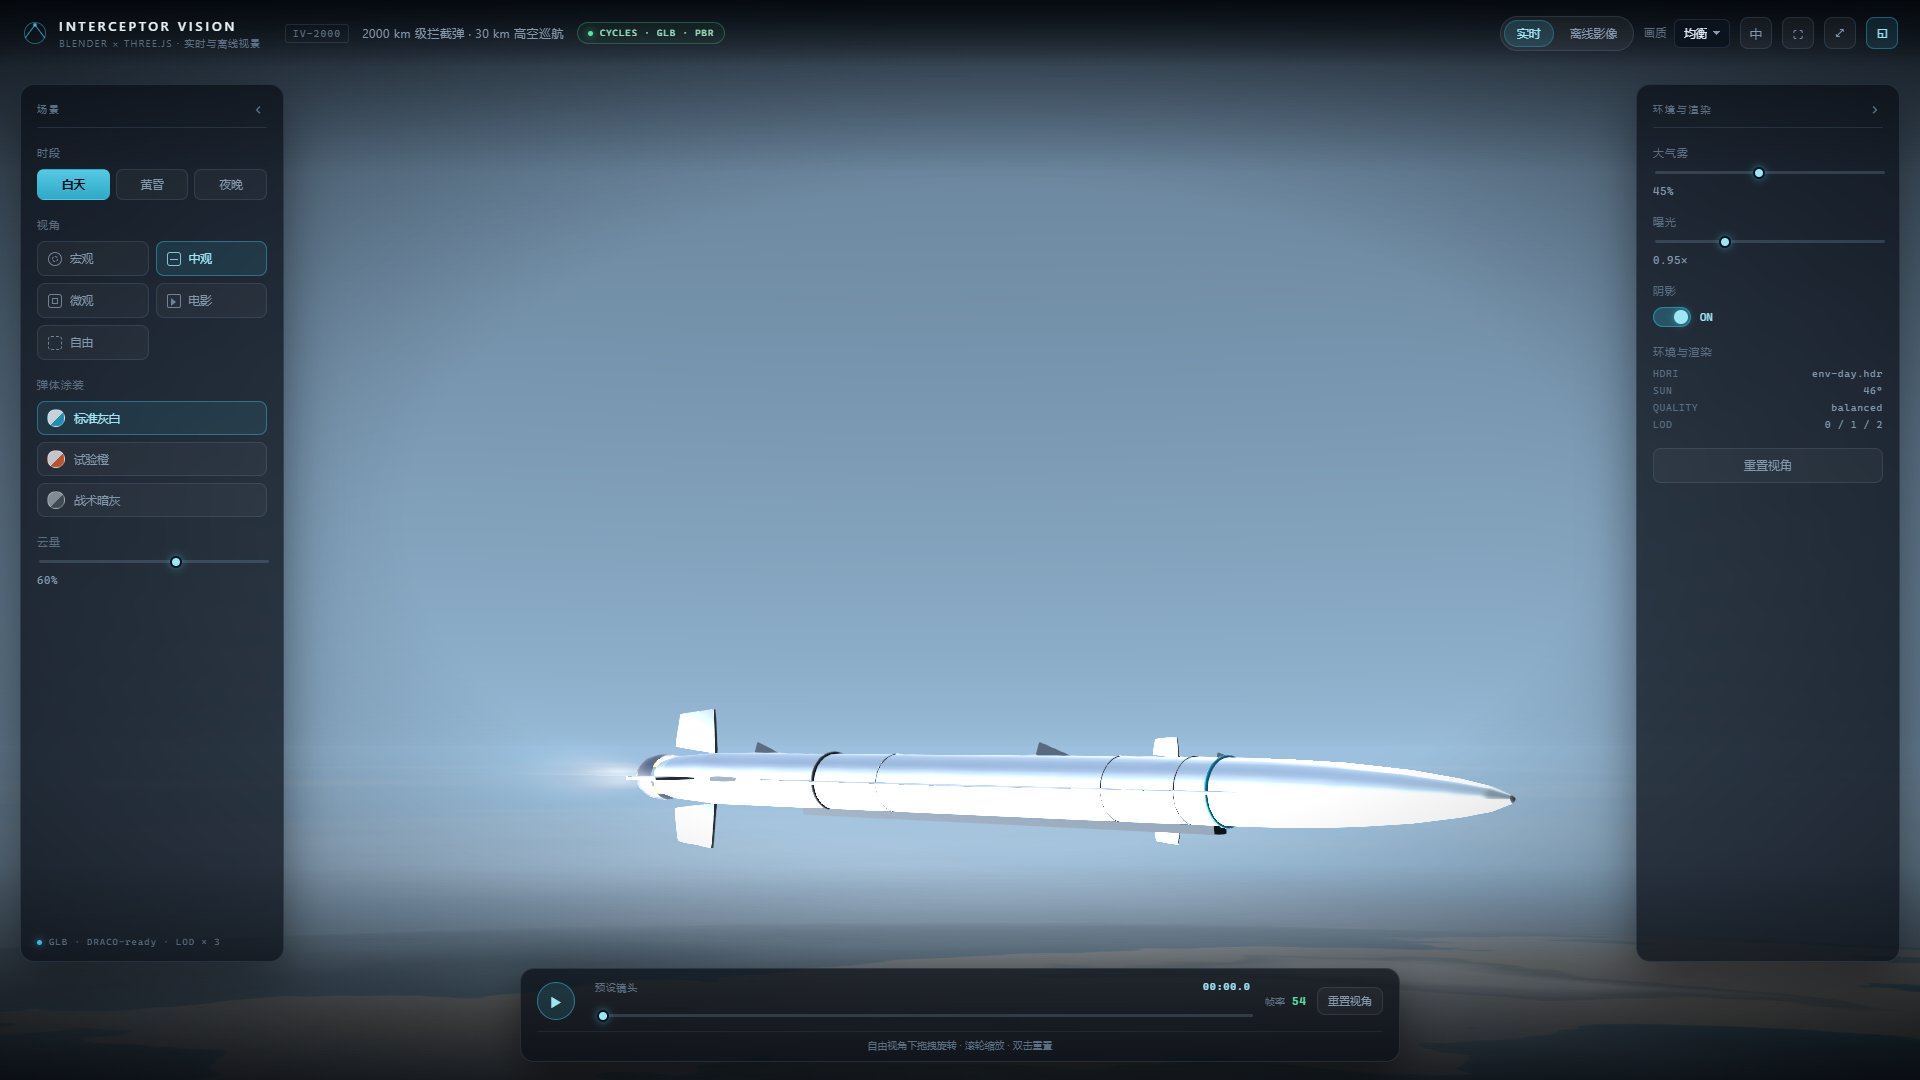 INTERCEPTOR VISION
BLENDER × THREE.JS · 实时与离线视景
IV-2000
2000 km 级拦截弹 · 30 km 高空巡航
CYCLES · GLB · PBR
实时
离线影像
画质
均衡
中
场景
时段
白天
黄昏
夜晚
视角
宏观
中观
微观
电影
自由
弹体涂装
标准灰白
试验橙
战术暗灰
云量
60%
GLB · DRACO-ready · LOD × 3
环境与渲染
大气雾
45%
曝光
0.95×
阴影
ON
环境与渲染
HDRI env-day.hdr
SUN 46°
QUALITY balanced
LOD 0 / 1 / 2
重置视角
预设镜头
00:00.0
帧率 54
重置视角
自由视角下拖拽旋转 · 滚轮缩放 · 双击重置